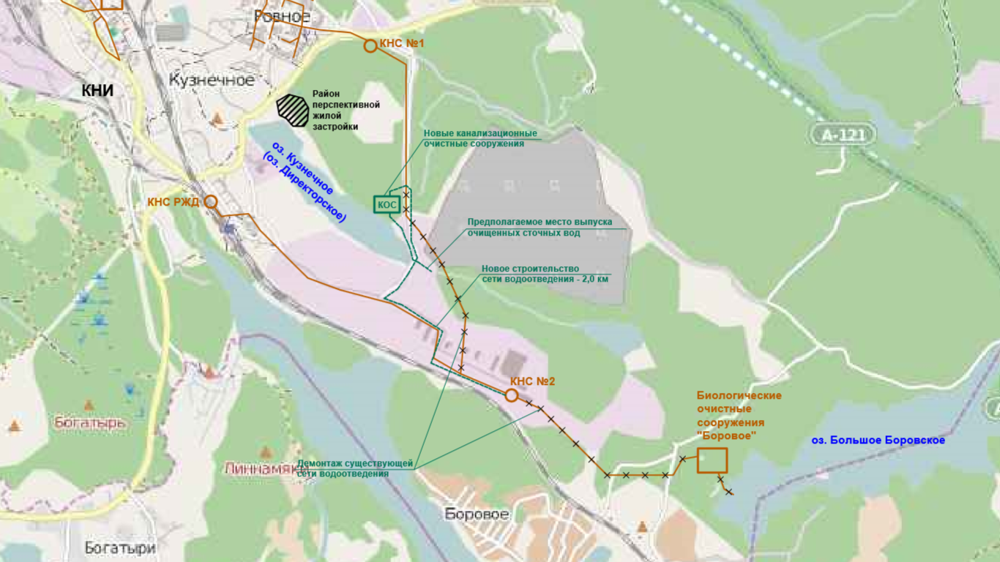 Ровное
КНС №1
Кузнечное
КНИ
Район
перспективной
жилой
застройки
А-121
Новые канализационные
очистные сооружения
оз. Кузнечное
(оз. Директорское)
КНС РЖД
КОС
Предполагаемое место выпуска
очищенных сточных вод
Новое строительство
сети водоотведения - 2,0 км
КНС №2
Биологические
очистные
сооружения
"Боровое"
Богатырь
оз. Большое Боровское
Линнамяки
Демонтаж существующей
сети водоотведения
Боровое
Богатыри